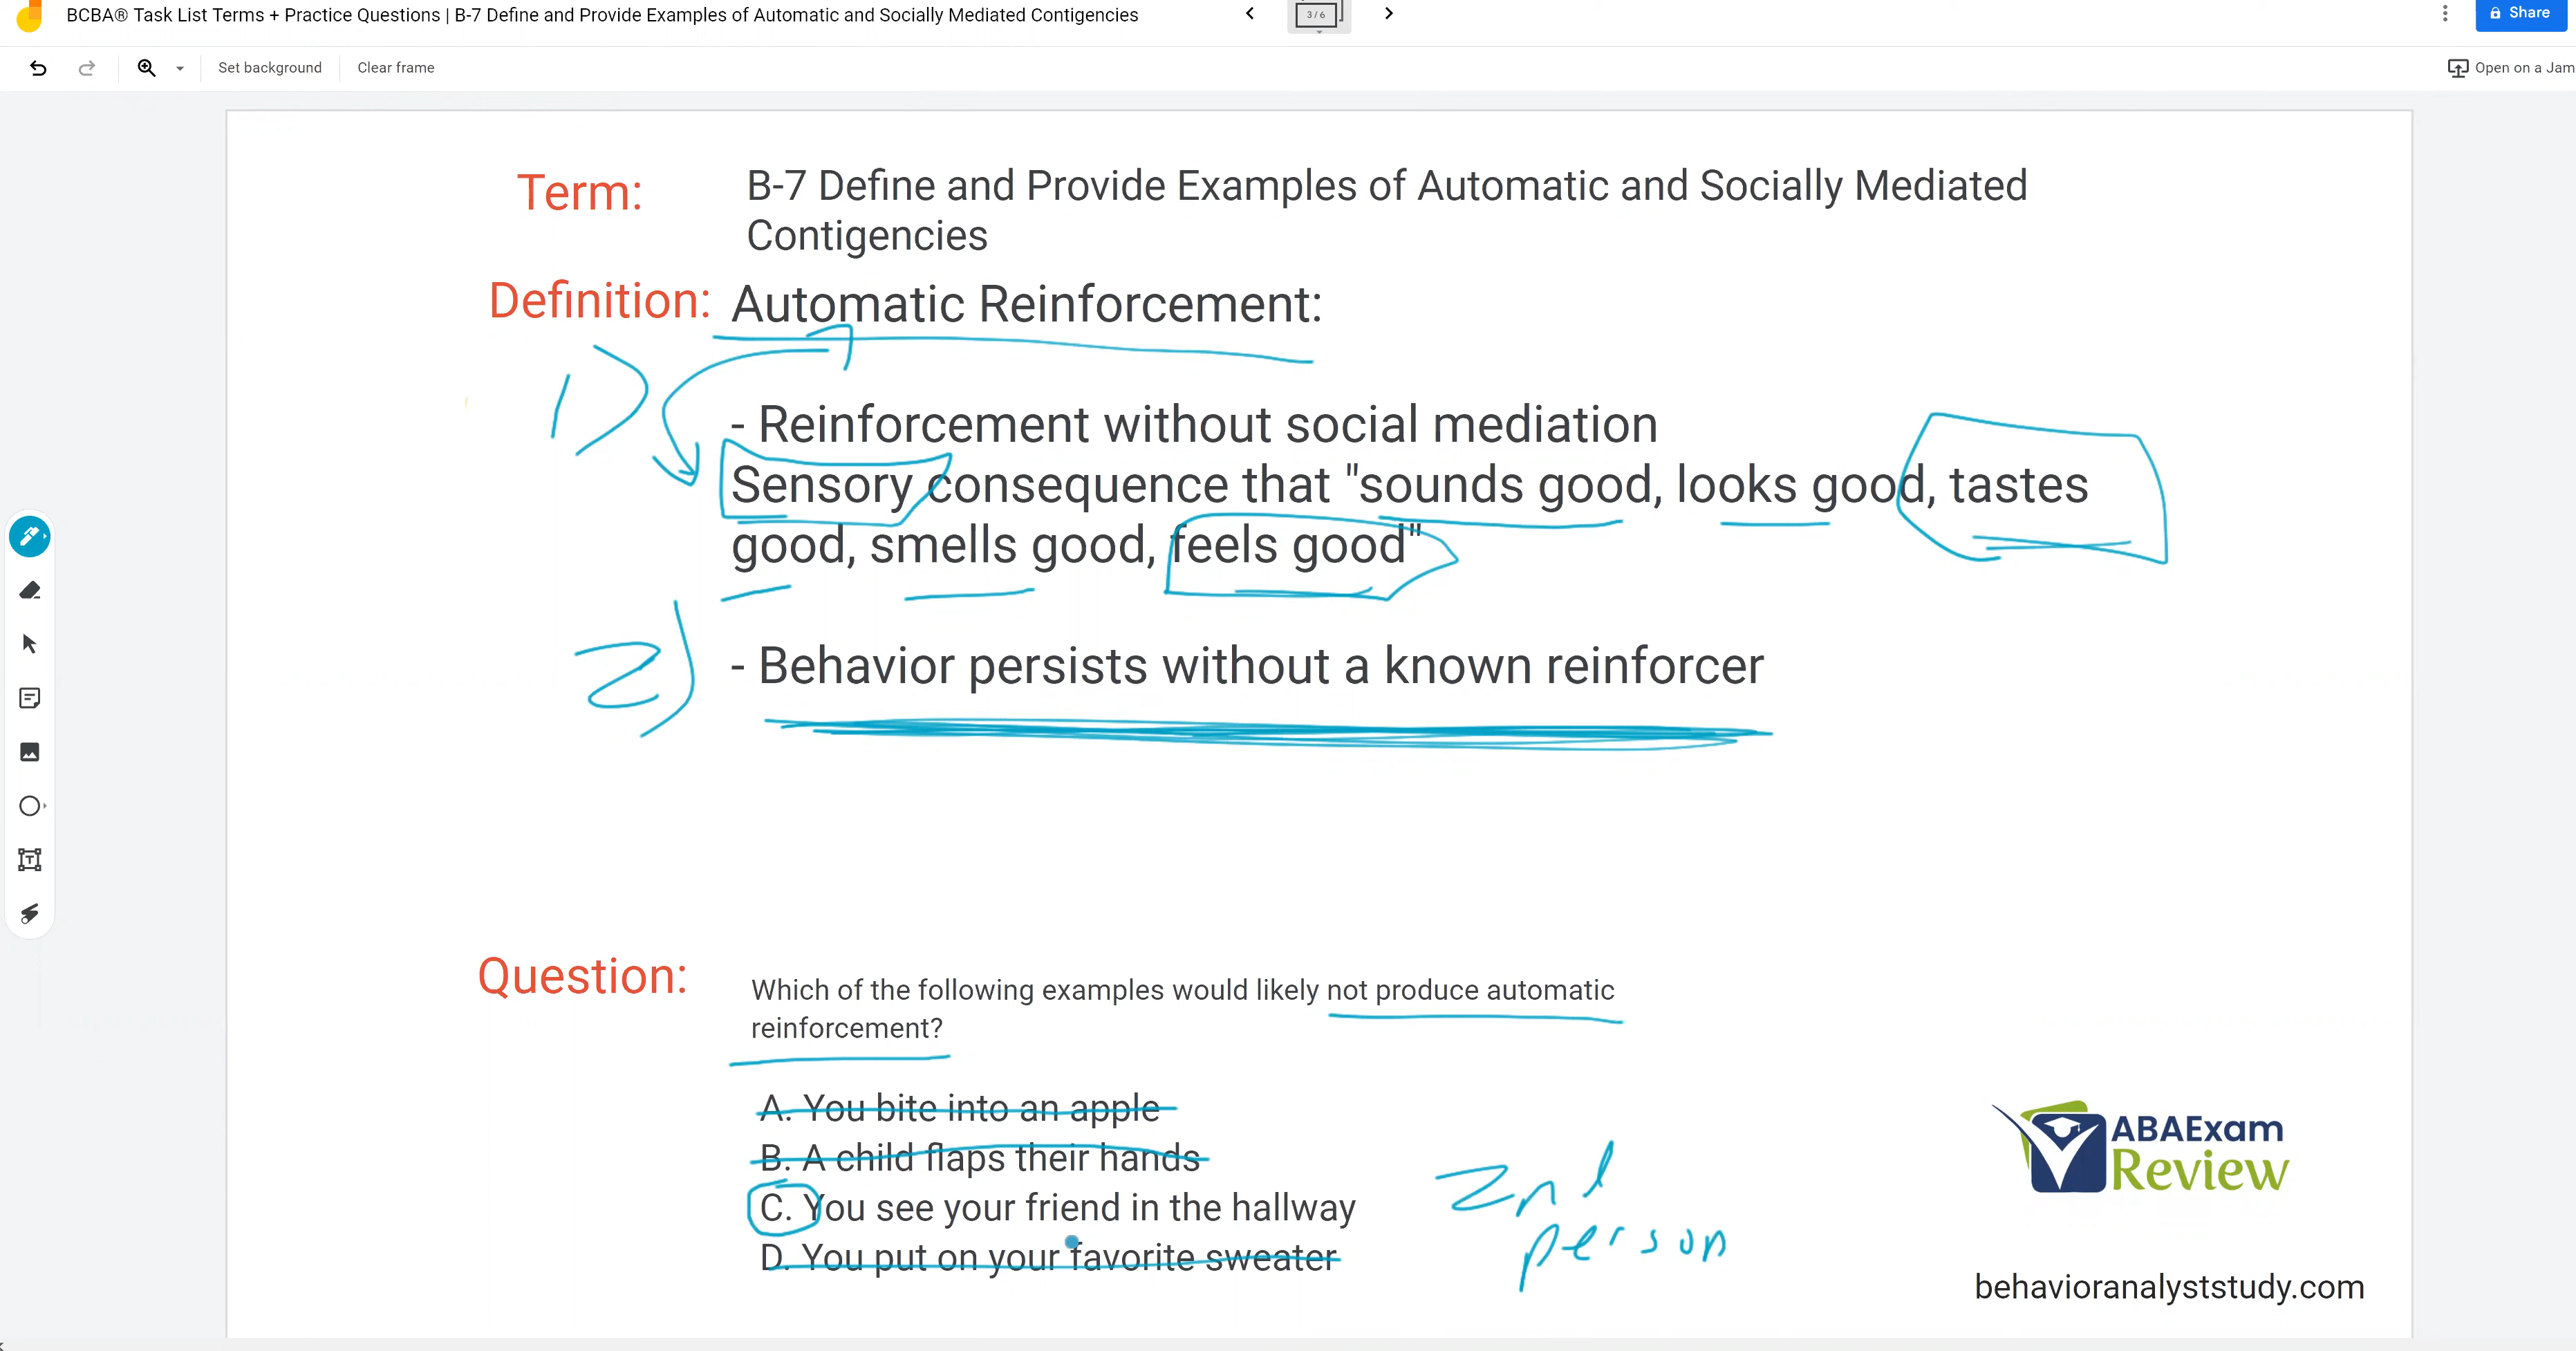 BCBA® Task List Terms + Practice Questions | B-7 Define and Provide Examples of Automatic and Socially Mediated Contigencies
3 / 6
Share
Set background
Clear frame
Open on a Jam
Term:
B-7 Define and Provide Examples of Automatic and Socially Mediated
Contigencies
Definition:
Automatic Reinforcement:
1)
- Reinforcement without social mediation
Sensory consequence that "sounds good, looks good, tastes
good, smells good, feels good"
2)
- Behavior persists without a known reinforcer
Question:
Which of the following examples would likely not produce automatic
reinforcement?
A. You bite into an apple
B. A child flaps their hands
C. You see your friend in the hallway
D. You put on your favorite sweater
2nd
person
ABAExam
Review
behavioranalyststudy.com